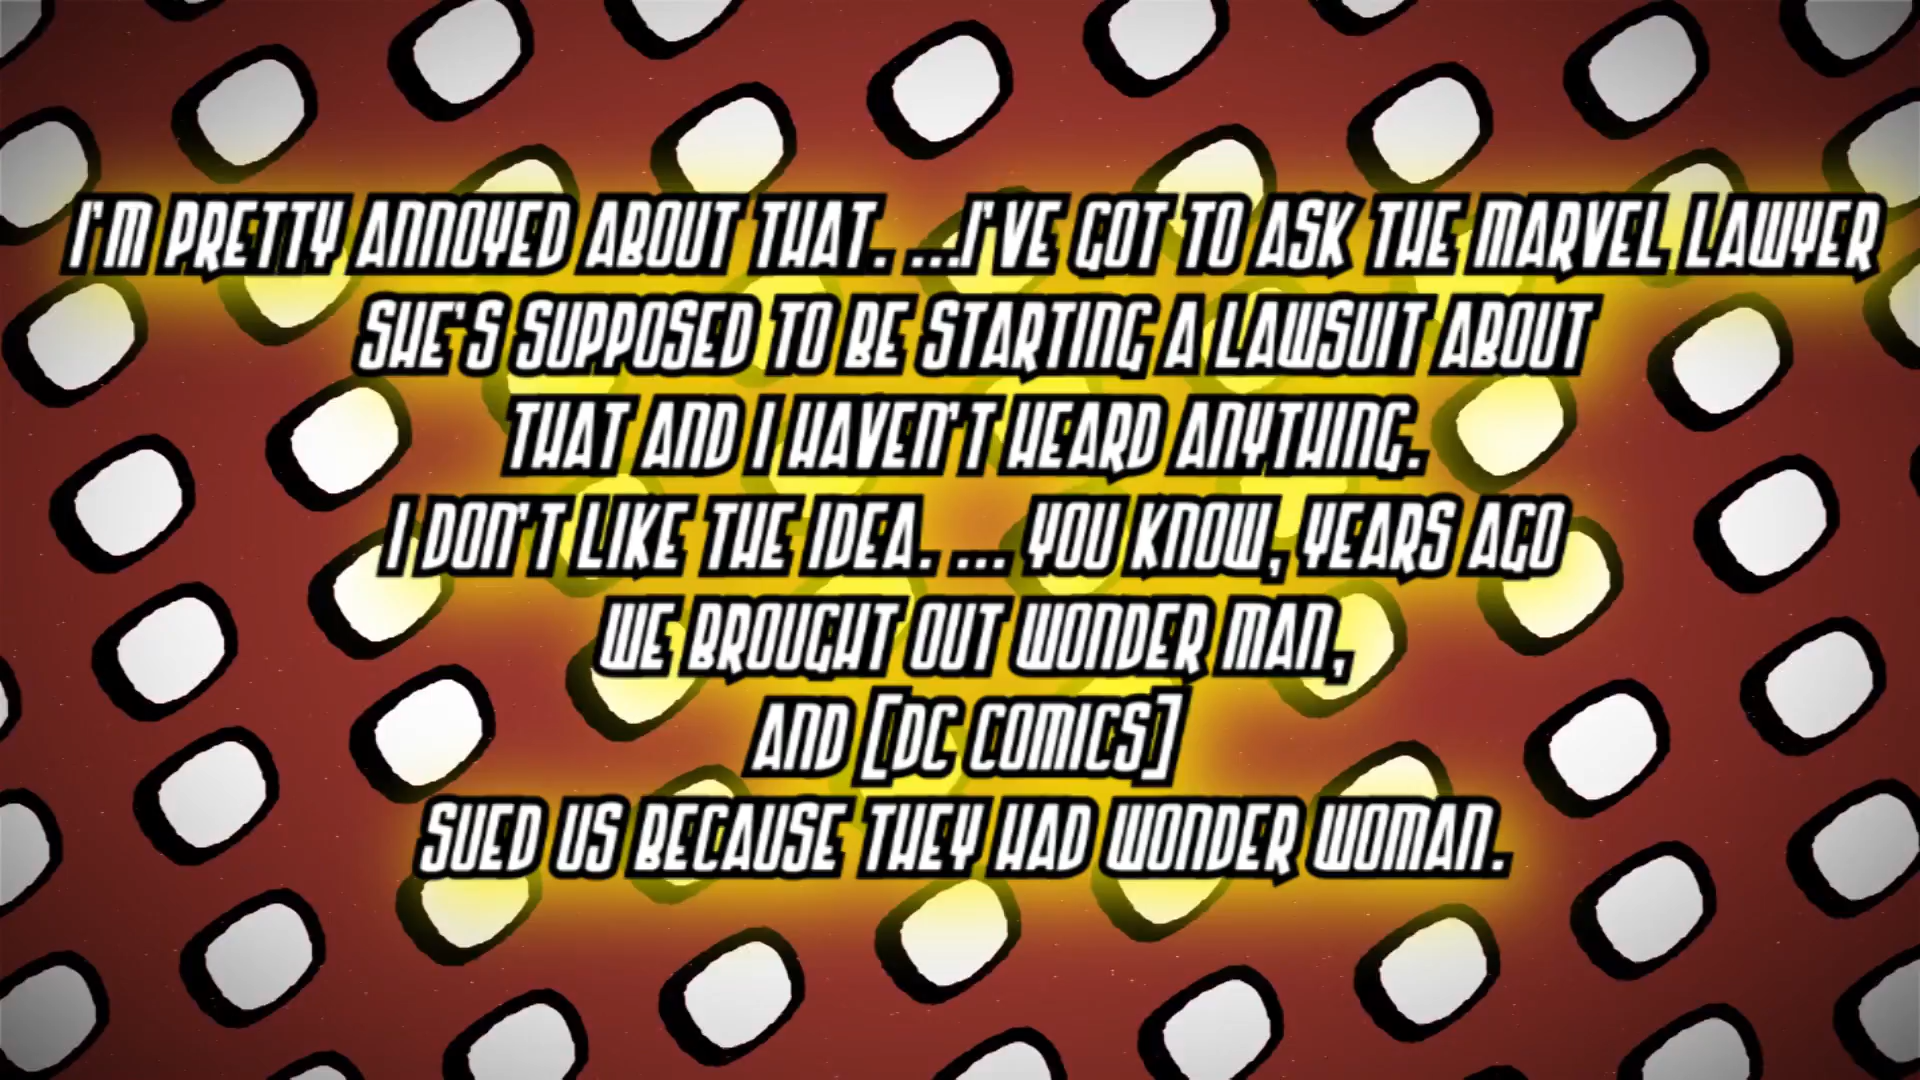 I'M PRETTY ANNOYED ABOUT THAT. ...I'VE GOT TO ASK THE MARVEL LAWYER
SHE'S SUPPOSED TO BE STARTING A LAWSUIT ABOUT
THAT AND I HAVEN'T HEARD ANYTHING.
I DON'T LIKE THE IDEA. ... YOU KNOW, YEARS AGO
WE BROUGHT OUT WONDER MAN,
AND [DC COMICS]
SUED US BECAUSE THEY HAD WONDER WOMAN.